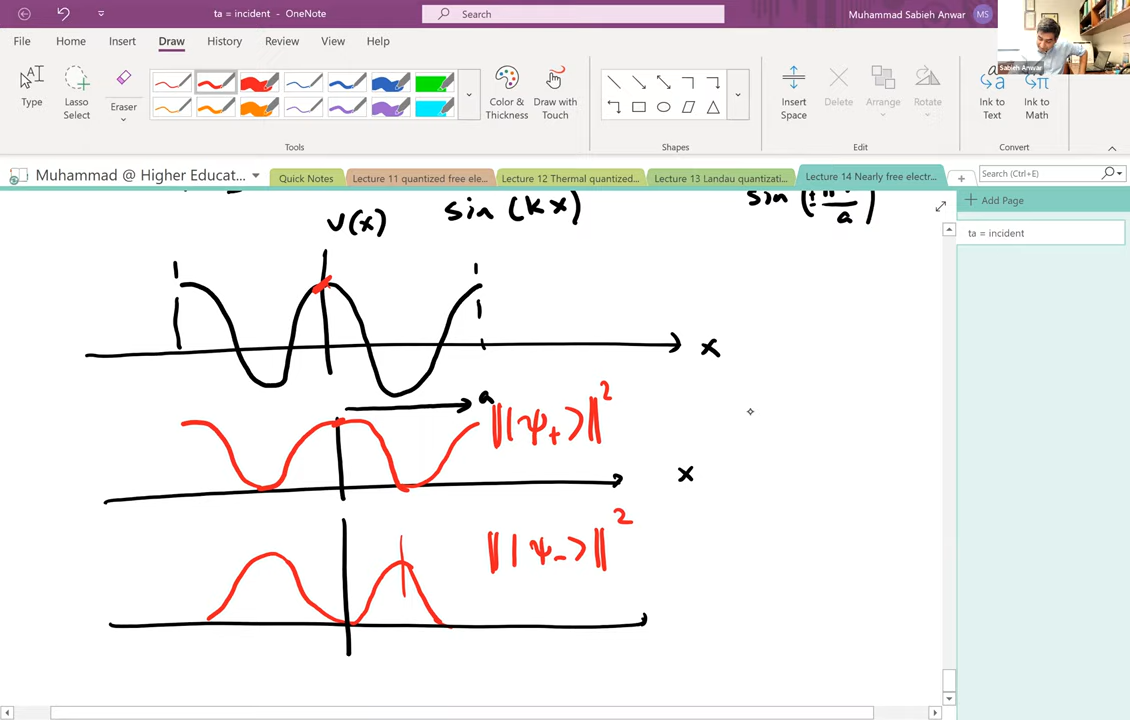 ta = incident - OneNote
Search
Muhammad Sabieh Anwar
MS
File Home Insert Draw History Review View Help
Sabieh Anwar
Type
Lasso Select
Eraser
Color & Thickness
Draw with Touch
Insert Space
Delete
Arrange
Rotate
Ink to Text
Ink to Math
Tools
Shapes
Edit
Convert
Muhammad @ Higher Educat...
Quick Notes
Lecture 11 quantized free ele...
Lecture 12 Thermal quantized...
Lecture 13 Landau quantizati...
Lecture 14 Nearly free electr...
Search (Ctrl+E)
Add Page
ta = incident
v(x)
sin (kx)
x
a
‖|ψ₊⟩‖²
x
‖|ψ₋⟩‖²